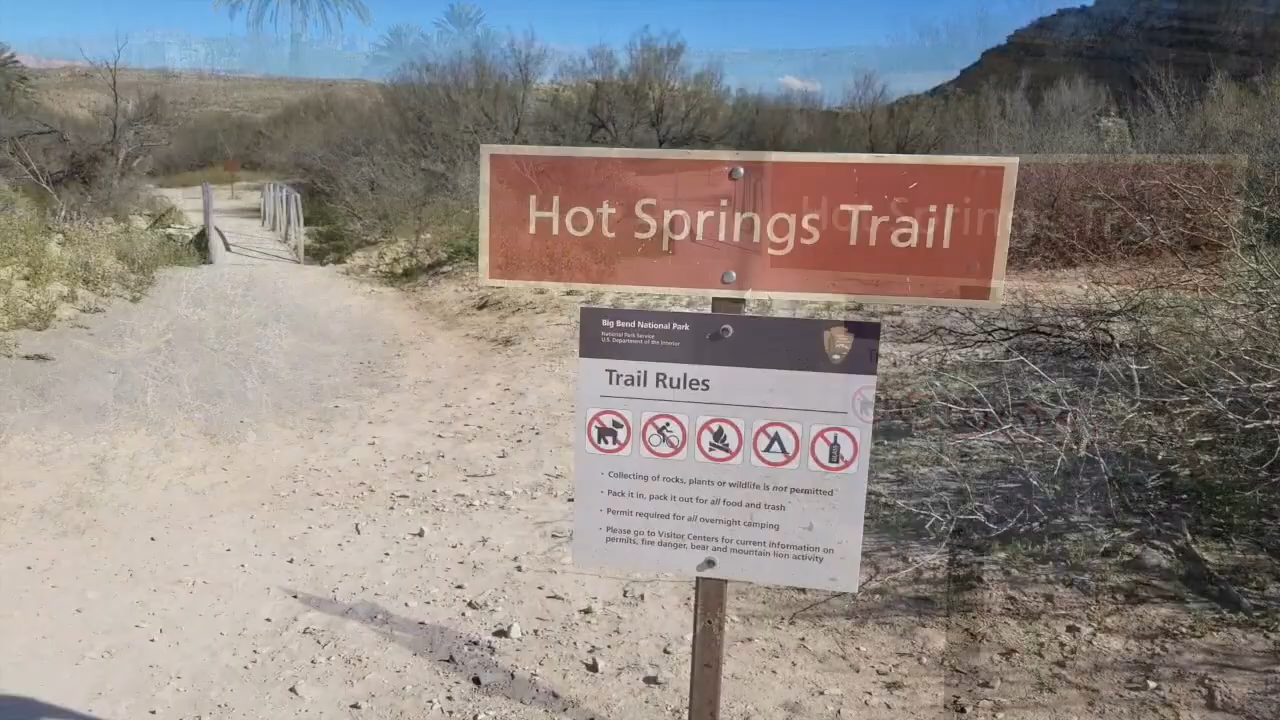 Hot Springs Trail
Hot Sprin
Big Bend National Park
National Park Service
U.S. Department of the Interior
Trail Rules
GLASS
• Collecting of rocks, plants or wildlife is not permitted
• Pack it in, pack it out for all food and trash
• Permit required for all overnight camping
• Please go to Visitor Centers for current information on
permits, fire danger, bear and mountain lion activity